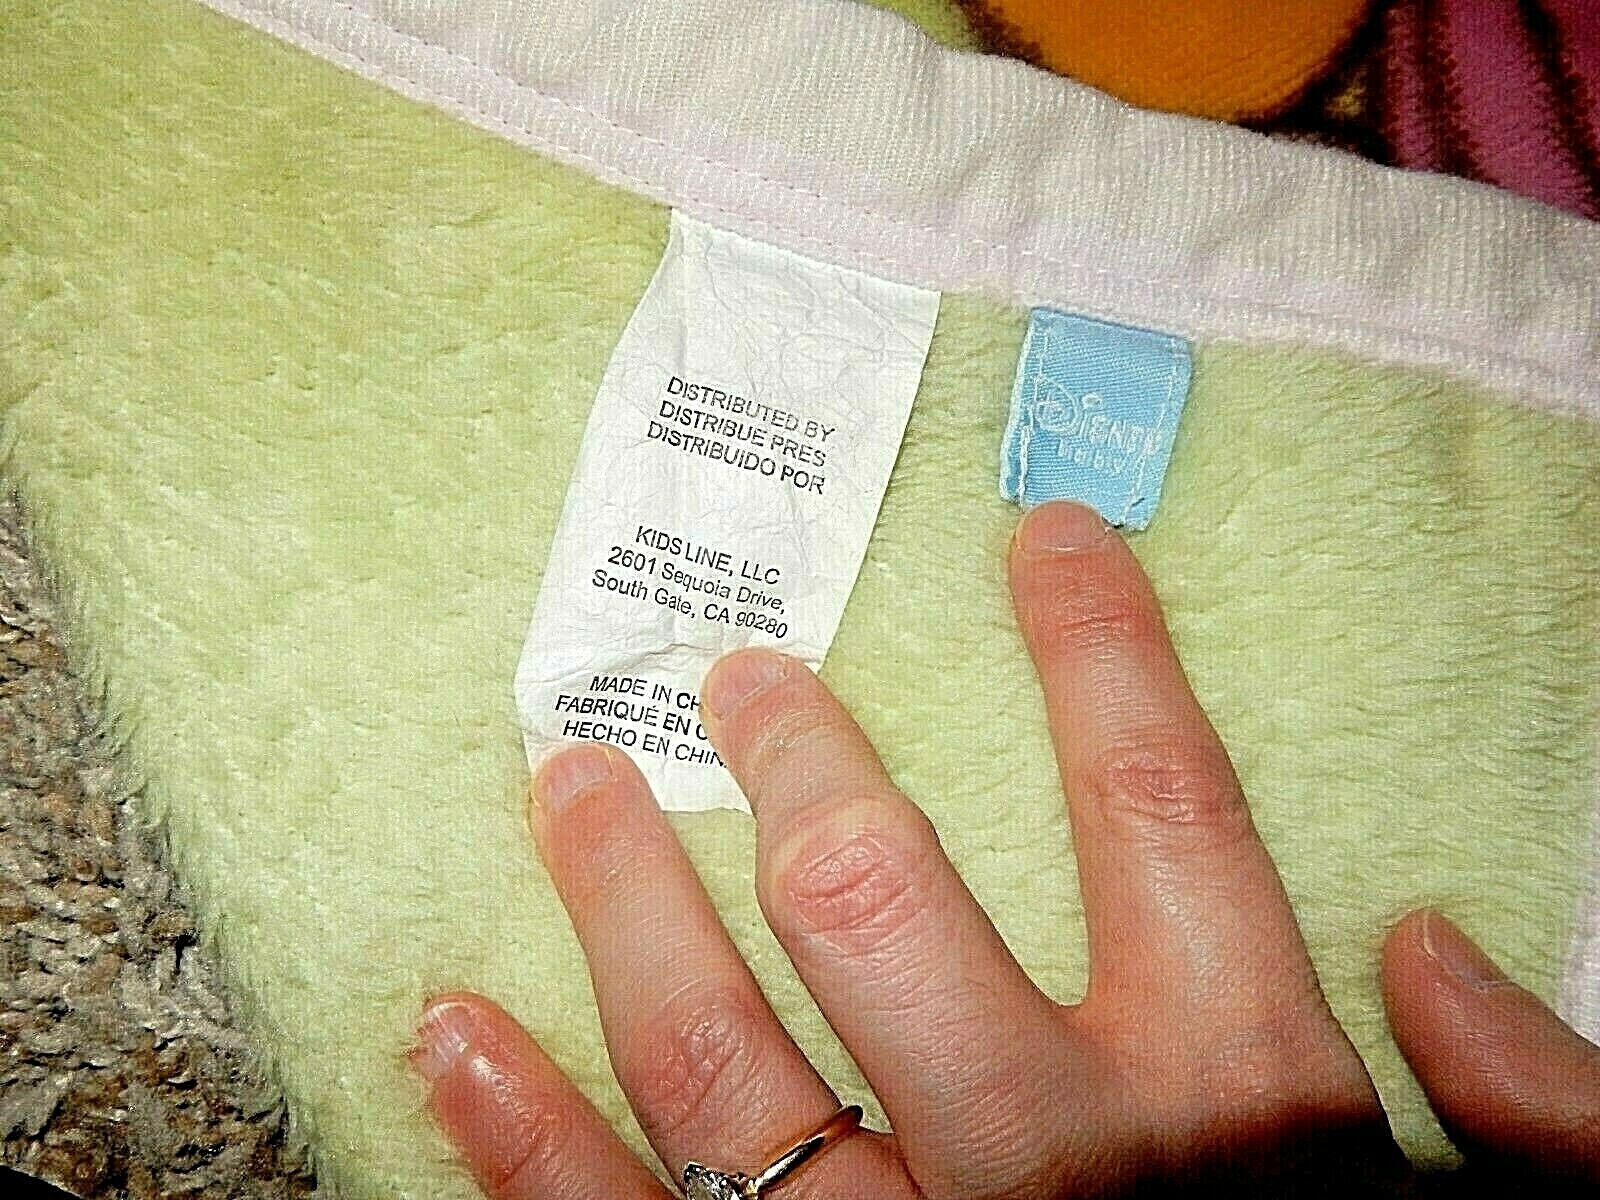 DISTRIBUTED BY
DISTRIBUE PRES
DISTRIBUIDO POR
KIDS LINE, LLC
2601 Sequoia Drive,
South Gate, CA 90280
MADE IN CH
FABRIQUÉ EN C
HECHO EN CHIN
Disney
baby